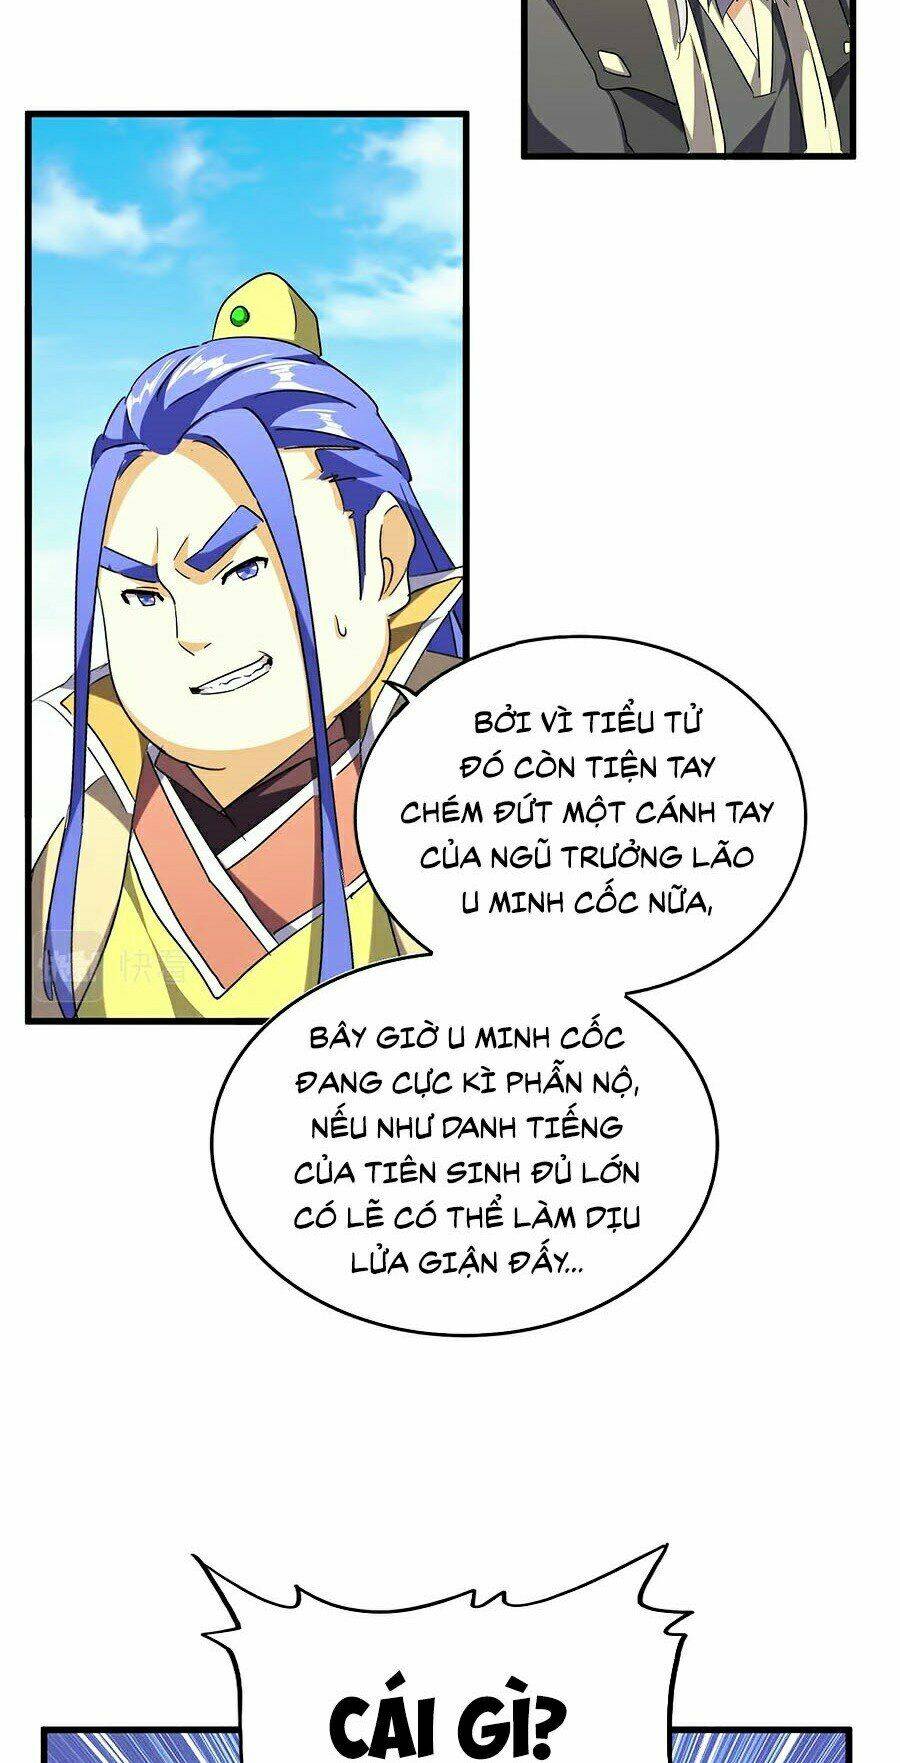 BỞI VÌ TIỂU TỬ
ĐÓ CÒN TIỆN TAY
CHÉM ĐỨT MỘT CÁNH TAY
CỦA NGŨ TRƯỞNG LÃO
U MINH CỐC NỮA,
快看
BÂY GIỜ U MINH CỐC
ĐANG CỰC KÌ PHẪN NỘ,
NẾU NHƯ DANH TIẾNG
CỦA TIÊN SINH ĐỦ LỚN
CÓ LẼ CÓ THỂ LÀM DỊU
LỬA GIẬN ĐẤY...
CÁI GÌ?